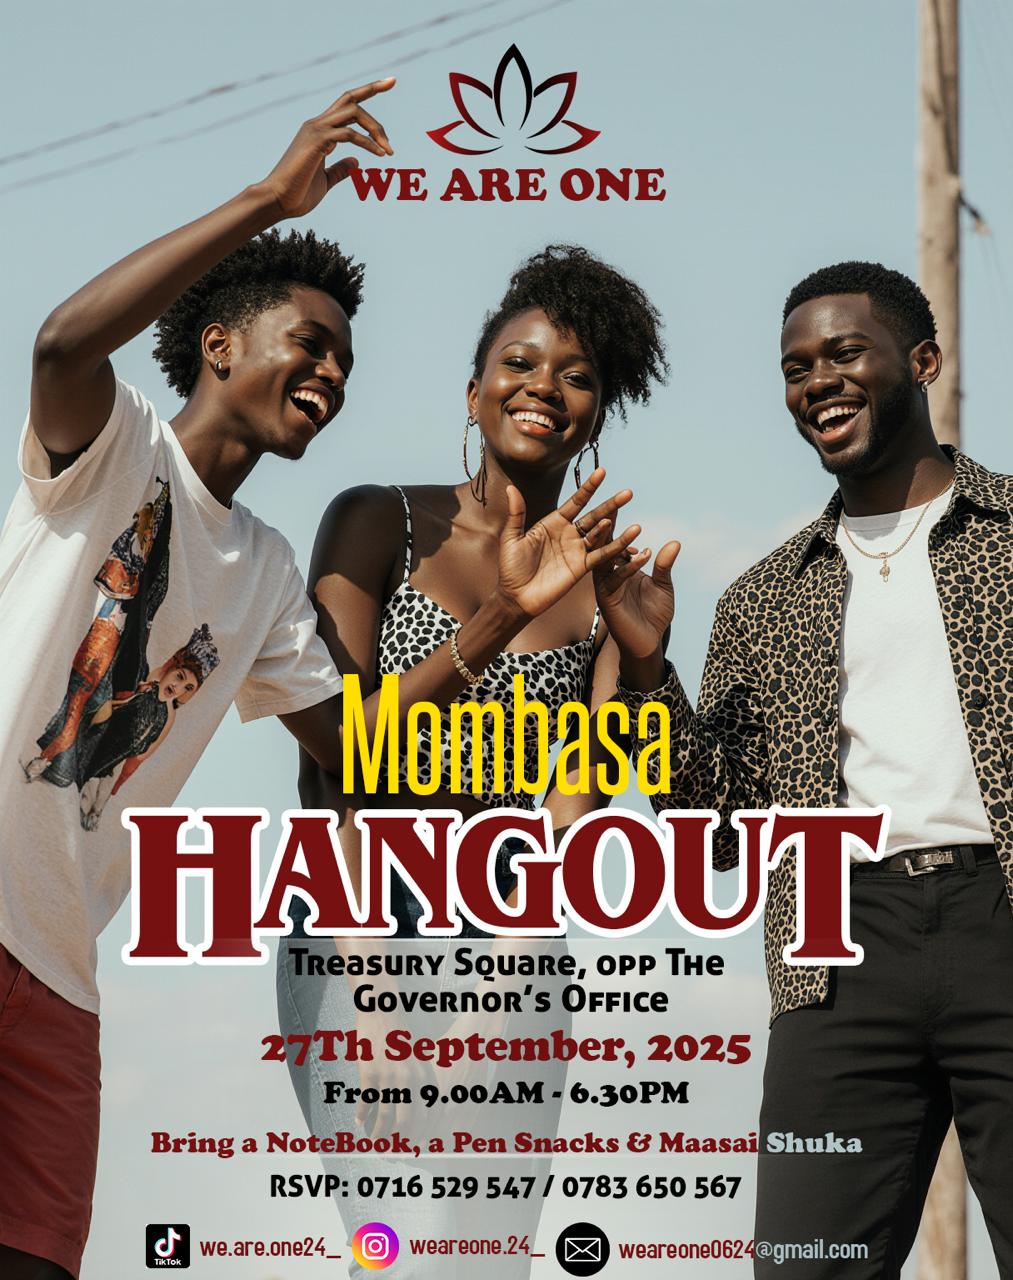 WE ARE ONE
Mombasa
HANGOUT
Treasury Square, opp The
Governor's Office
27Th September, 2025
From 9.00AM - 6.30PM
Bring a NoteBook, a Pen Snacks & Maasai Shuka
RSVP: 0716 529 547 / 0783 650 567
TikTok we.are.one24_ weareone.24_ weareone0624@gmail.com